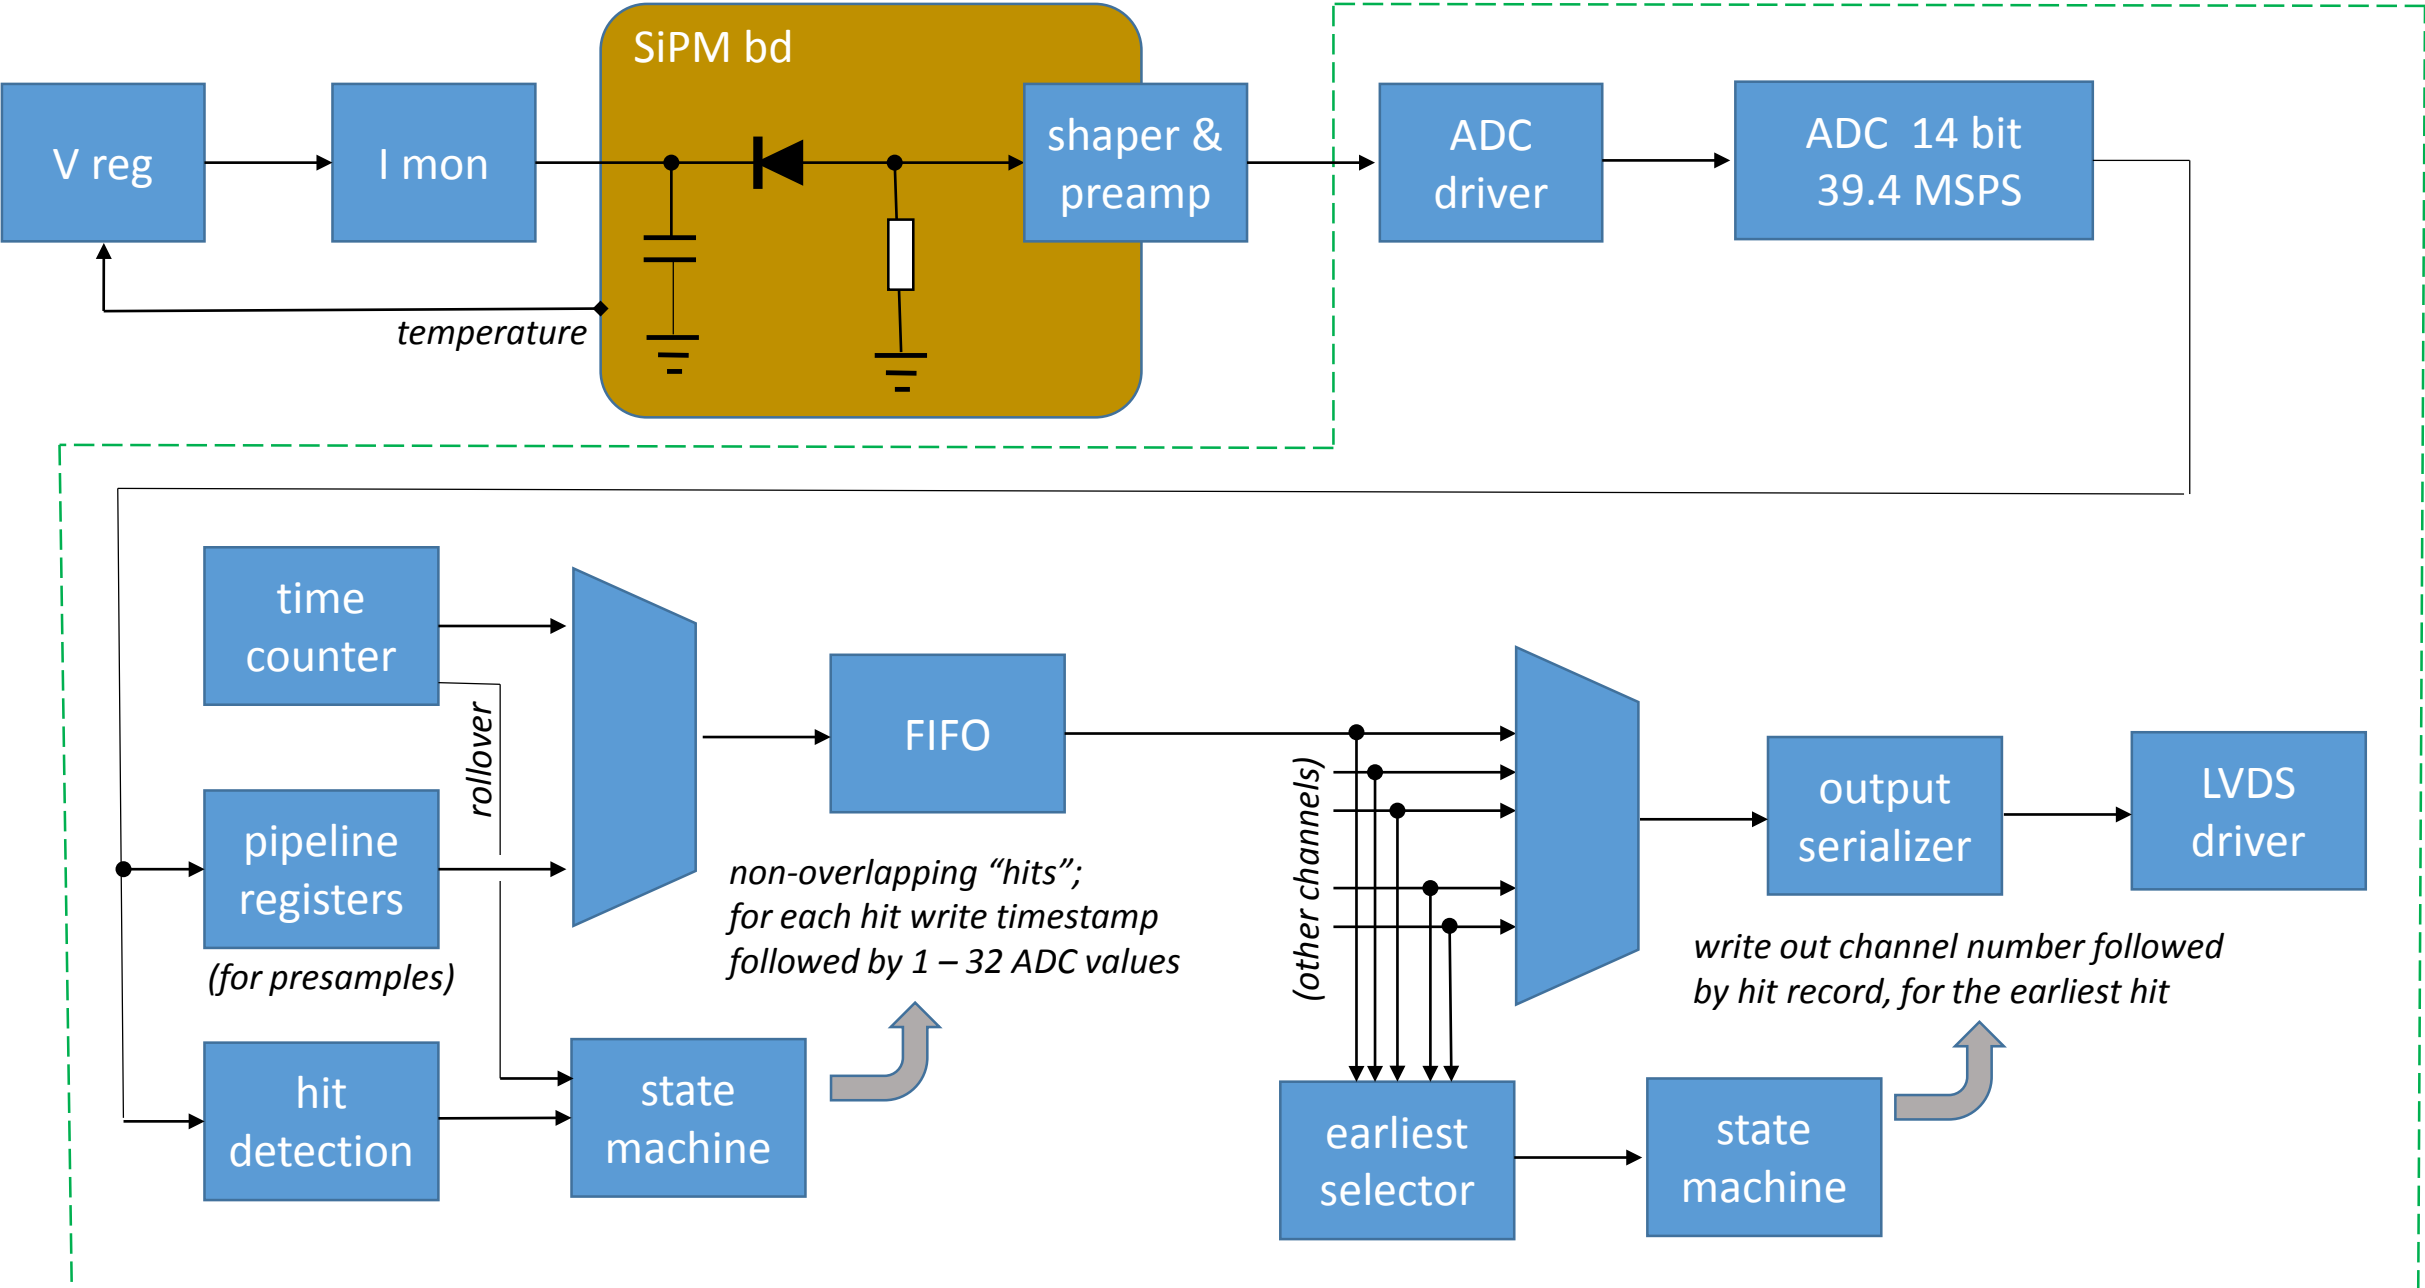 SiPM bd
V reg
I mon
shaper &
preamp
ADC
driver
ADC 14 bit
39.4 MSPS
temperature
time
counter
rollover
pipeline
registers
(for presamples)
hit
detection
state
machine
FIFO
non-overlapping “hits”;
for each hit write timestamp
followed by 1 – 32 ADC values
(other channels)
earliest
selector
state
machine
output
serializer
LVDS
driver
write out channel number followed
by hit record, for the earliest hit